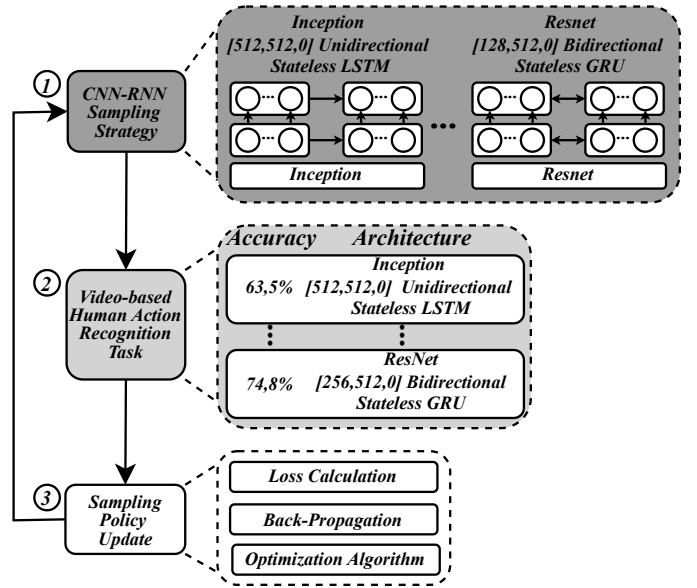 1
CNN-RNN
Sampling
Strategy
Inception
[512,512,0] Unidirectional
Stateless LSTM
Inception
Resnet
[128,512,0] Bidirectional
Stateless GRU
Resnet
2
Video-based
Human Action
Recognition
Task
Accuracy Architecture
Inception
63,5% [512,512,0] Unidirectional
Stateless LSTM
ResNet
74,8% [256,512,0] Bidirectional
Stateless GRU
3
Sampling
Policy
Update
Loss Calculation
Back-Propagation
Optimization Algorithm